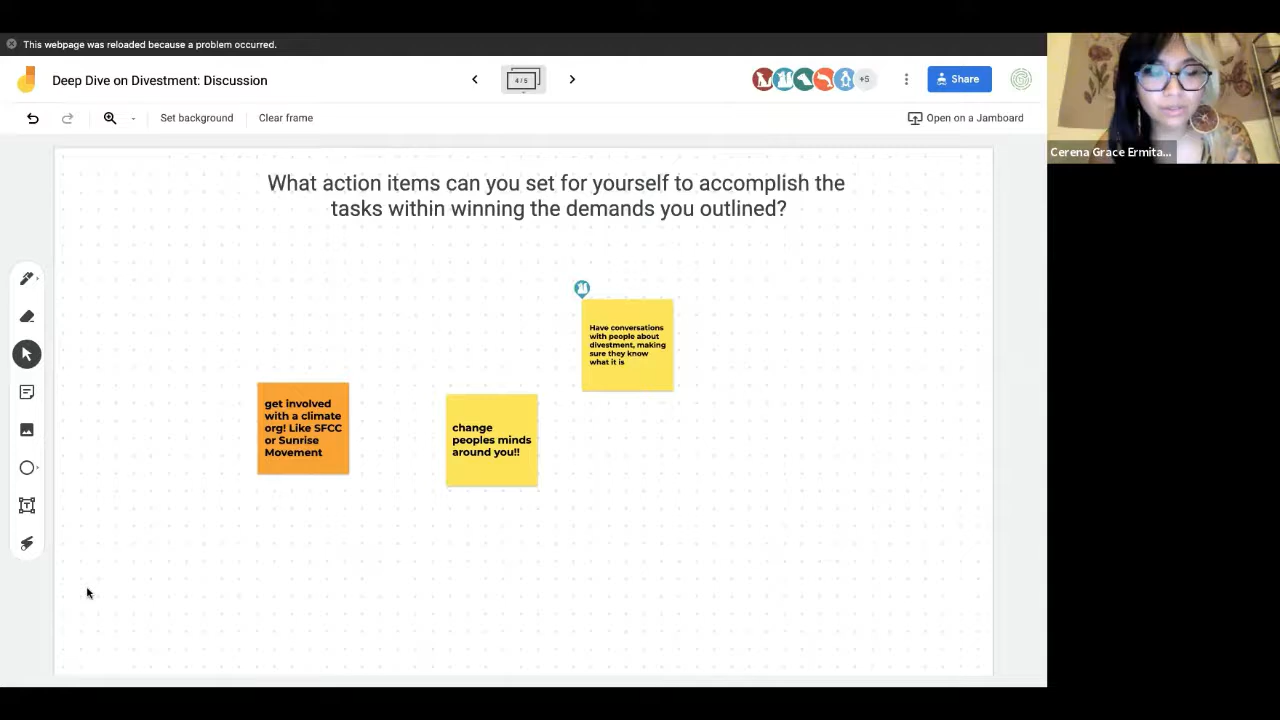 This webpage was reloaded because a problem occurred.
Deep Dive on Divestment: Discussion
4 / 5
+5
Share
Set background
Clear frame
Open on a Jamboard
Cerena Grace Ermita...
What action items can you set for yourself to accomplish the
tasks within winning the demands you outlined?
Have conversations
with people about
divestment, making
sure they know
what it is
get involved
with a climate
org! Like SFCC
or Sunrise
Movement
change
peoples minds
around you!!